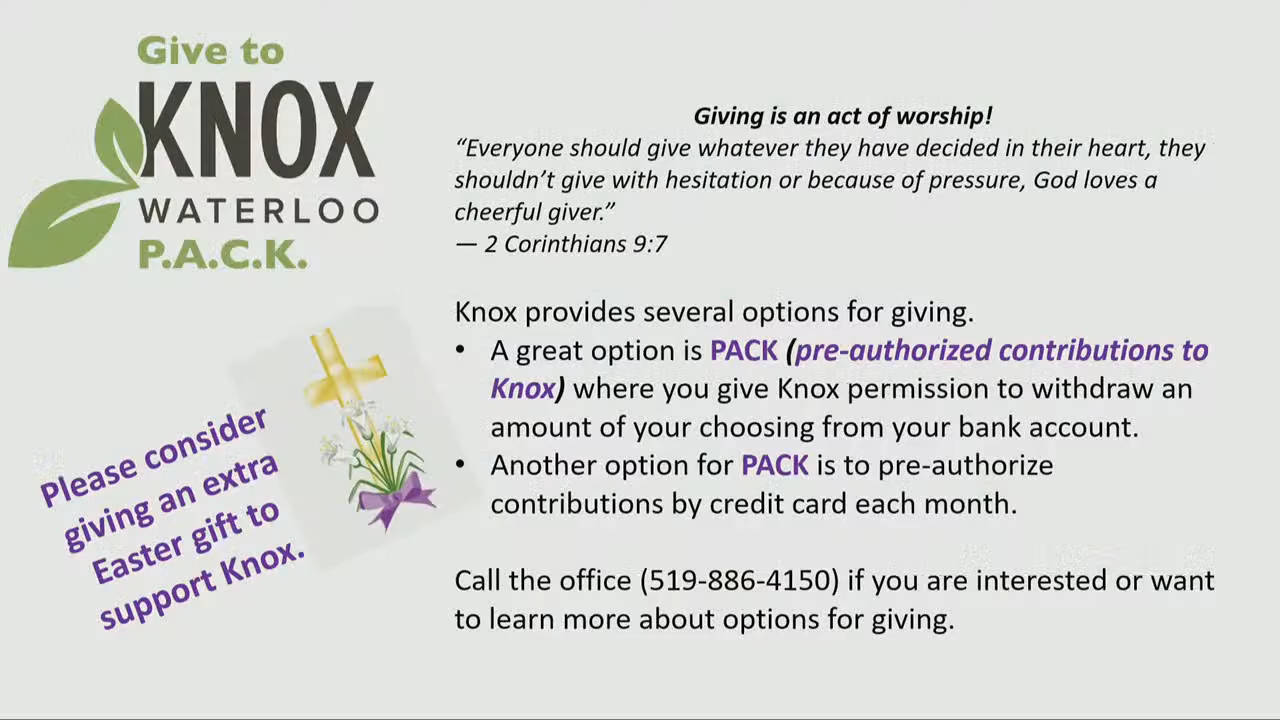 Give to
KNOX
WATERLOO
P.A.C.K.
Please consider
giving an extra
Easter gift to
support Knox.
Giving is an act of worship!
“Everyone should give whatever they have decided in their heart, they
shouldn’t give with hesitation or because of pressure, God loves a
cheerful giver.”
— 2 Corinthians 9:7
Knox provides several options for giving.
• A great option is PACK (pre-authorized contributions to
Knox) where you give Knox permission to withdraw an
amount of your choosing from your bank account.
• Another option for PACK is to pre-authorize
contributions by credit card each month.
Call the office (519-886-4150) if you are interested or want
to learn more about options for giving.